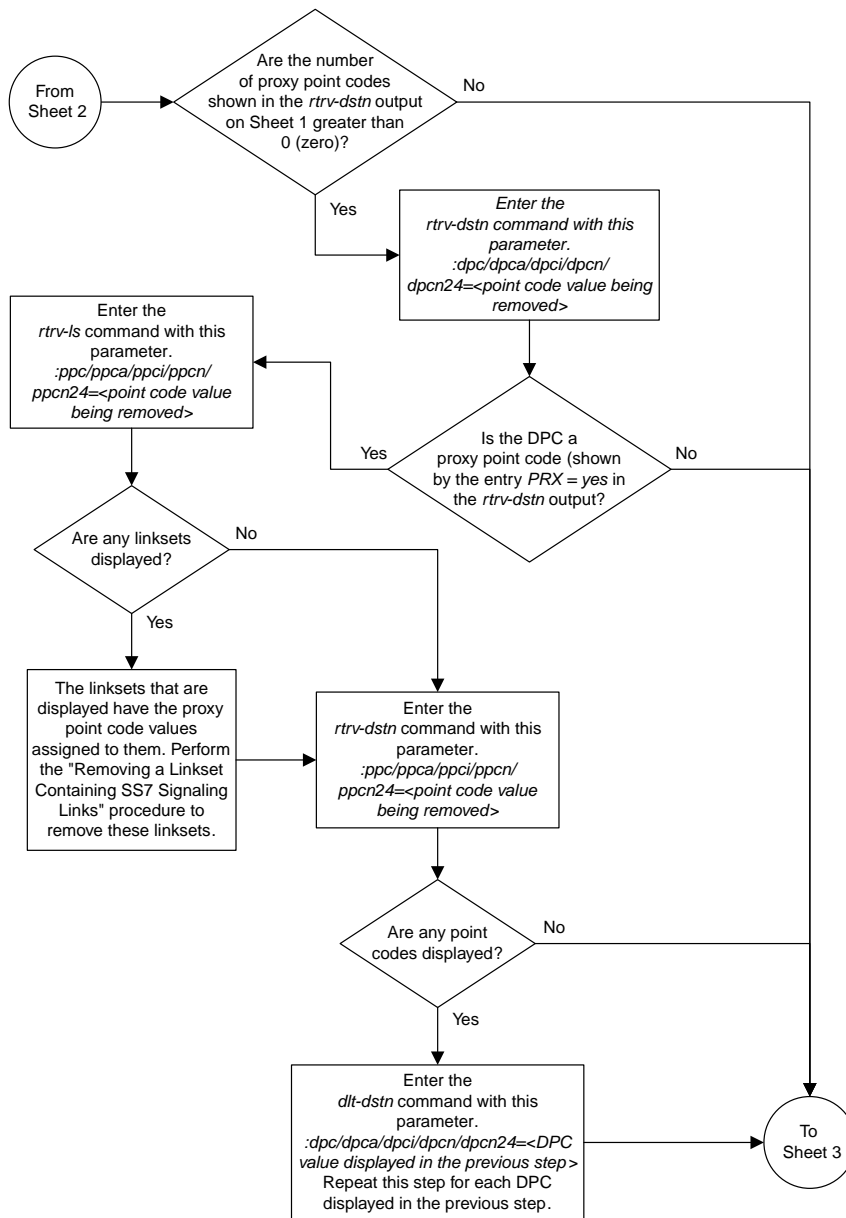 Are the number
of proxy point codes
shown in the rtrv-dstn output
on Sheet 1 greater than
0 (zero)?
From
Sheet 2
No
Yes
Enter the
rtrv-dstn command with this
parameter.
:dpc/dpca/dpci/dpcn/
dpcn24=<point code value being
removed>
Enter the
rtrv-ls command with this
parameter.
:ppc/ppca/ppci/ppcn/
ppcn24=<point code value
being removed>
Is the DPC a
proxy point code (shown
by the entry PRX = yes in
the rtrv-dstn output?
Yes
No
Are any linksets
displayed?
No
Yes
The linksets that are
displayed have the proxy
point code values
assigned to them. Perform
the "Removing a Linkset
Containing SS7 Signaling
Links" procedure to
remove these linksets.
Enter the
rtrv-dstn command with this
parameter.
:ppc/ppca/ppci/ppcn/
ppcn24=<point code value
being removed>
Are any point
codes displayed?
No
Yes
Enter the
dlt-dstn command with this
parameter.
:dpc/dpca/dpci/dpcn/dpcn24=<DPC
value displayed in the previous step>
Repeat this step for each DPC
displayed in the previous step.
To
Sheet 3